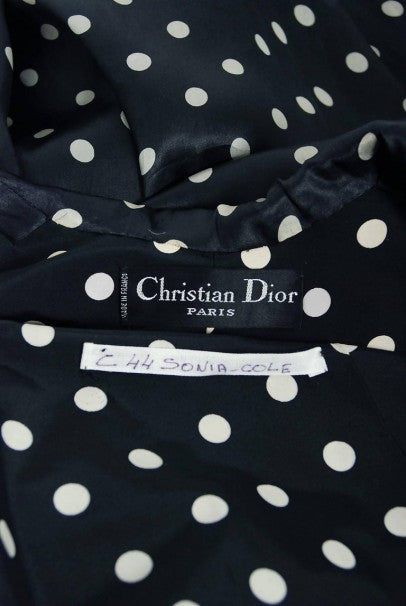 MADE IN FRANCE
Christian Dior
PARIS
C 44 SONIA-COLE